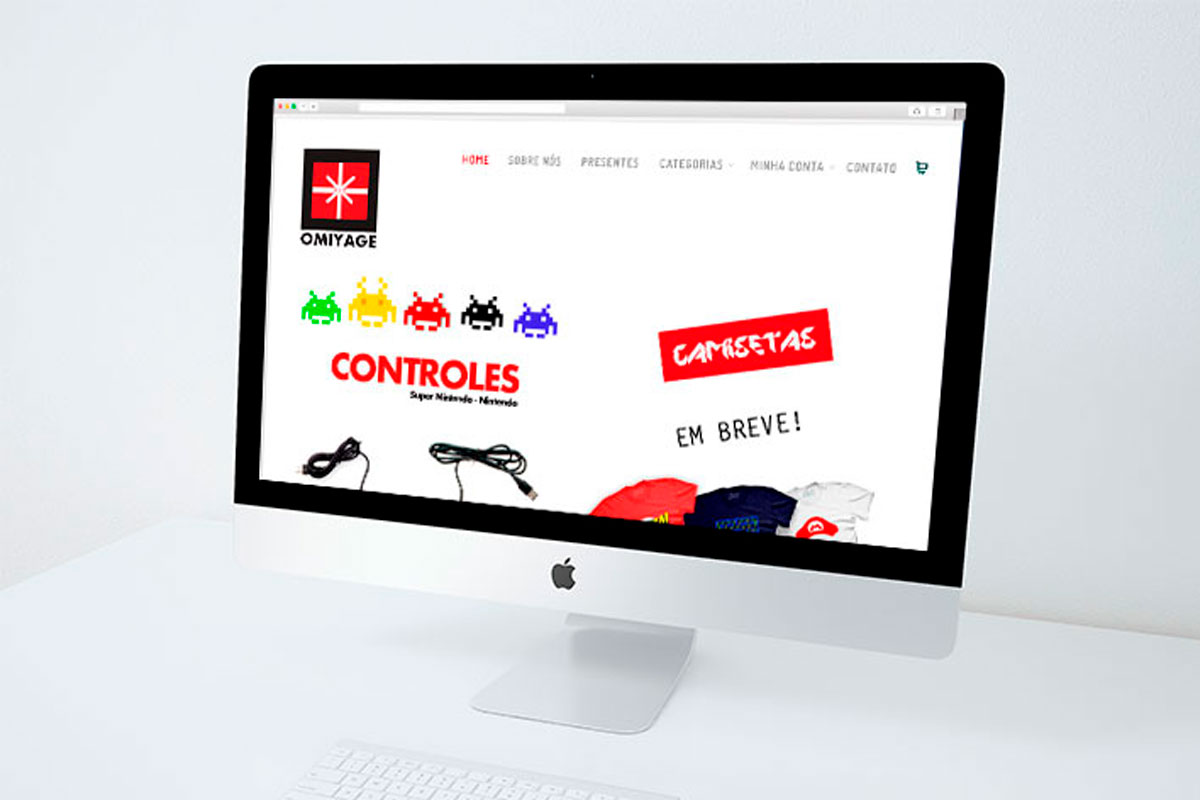 HOME SOBRE NÓS PRESENTES CATEGORIAS MINHA CONTA CONTATO
OMIYAGE
CONTROLES
Super Nintendo - Nintendo
CAMISETAS
EM BREVE!